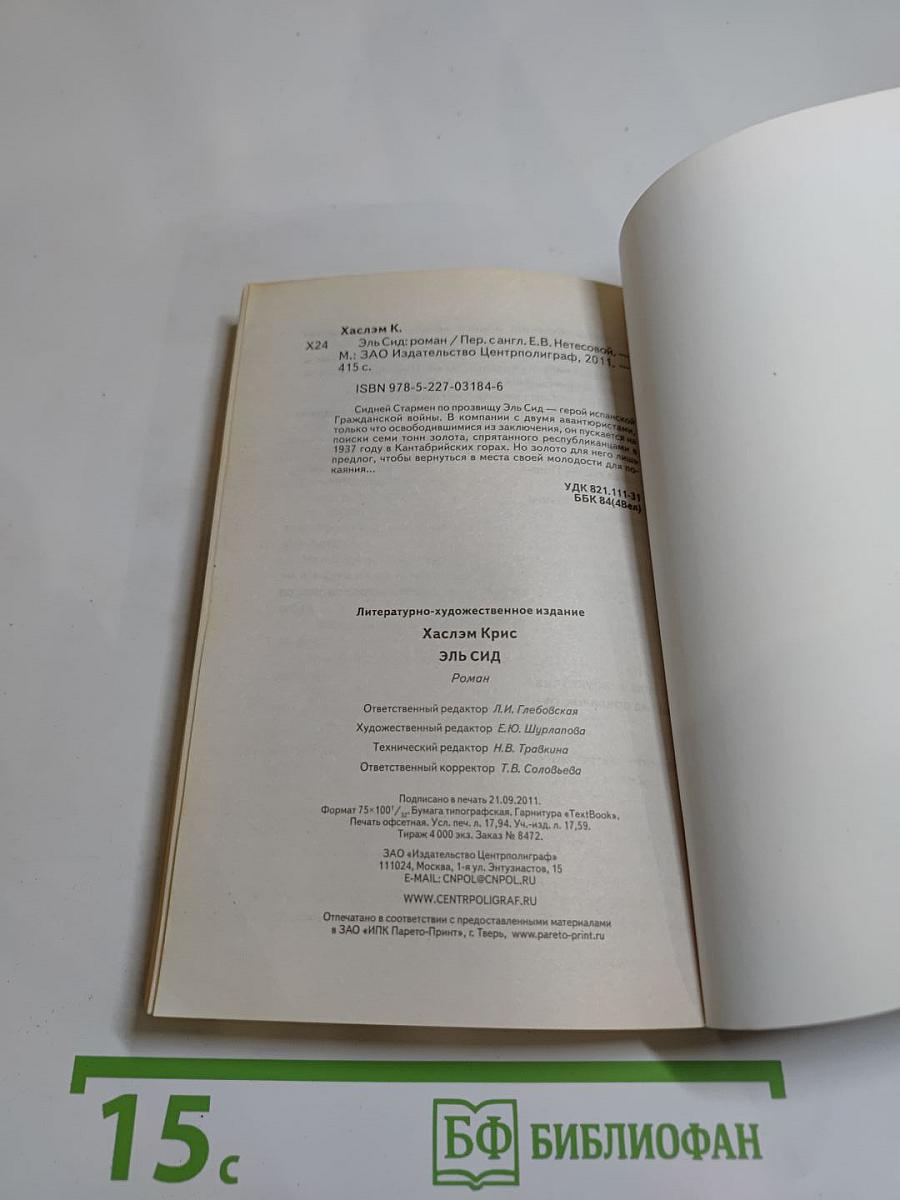 Хаслэм К.
Х24 Эль Сид: роман / Пер. с англ. Е.В. Нетесовой. —
М.: ЗАО Издательство Центрполиграф, 2011. —
415 с.
ISBN 978-5-227-03184-6
Сидней Стармен по прозвищу Эль Сид — герой испанской
Гражданской войны. В компании с двумя авантюристами,
только что освободившимися из заключения, он пускается на
поиски семи тонн золота, спрятанного республиканцами в
1937 году в Кантабрийских горах. Но золото для него лишь
предлог, чтобы вернуться в места своей молодости для по-
каяния...
УДК 821.111-31
ББК 84(4Вел)
Литературно-художественное издание
Хаслэм Крис
ЭЛЬ СИД
Роман
Ответственный редактор Л.И. Глебовская
Художественный редактор Е.Ю. Шурлапова
Технический редактор Н.В. Травкина
Ответственный корректор Т.В. Соловьева
Подписано в печать 21.09.2011.
Формат 75×100 1/32. Бумага типографская. Гарнитура «TextBook».
Печать офсетная. Усл. печ. л. 17,94. Уч.-изд. л. 17,59.
Тираж 4 000 экз. Заказ № 8472.
ЗАО «Издательство Центрполиграф»
111024, Москва, 1-я ул. Энтузиастов, 15
E-MAIL: CNPOL@CNPOL.RU
WWW.CENTRPOLIGRAF.RU
Отпечатано в соответствии с предоставленными материалами
в ЗАО «ИПК Парето-Принт», г. Тверь, www.pareto-print.ru
15 с
БФ БИБЛИОФАН